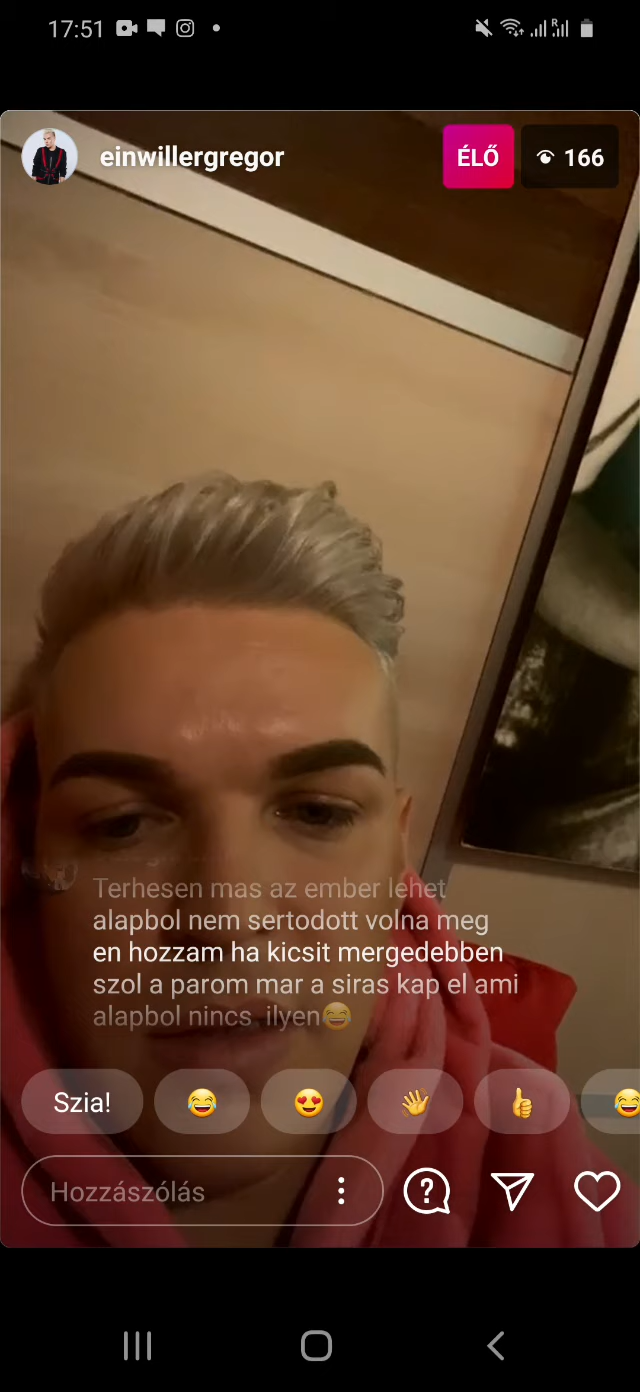 17:51
einwillergregor
ÉLŐ
166
Terhesen mas az ember lehet
alapbol nem sertodott volna meg
en hozzam ha kicsit mergedebben
szol a parom mar a siras kap el ami
alapbol nincs ilyen😂
Szia!
Hozzászólás